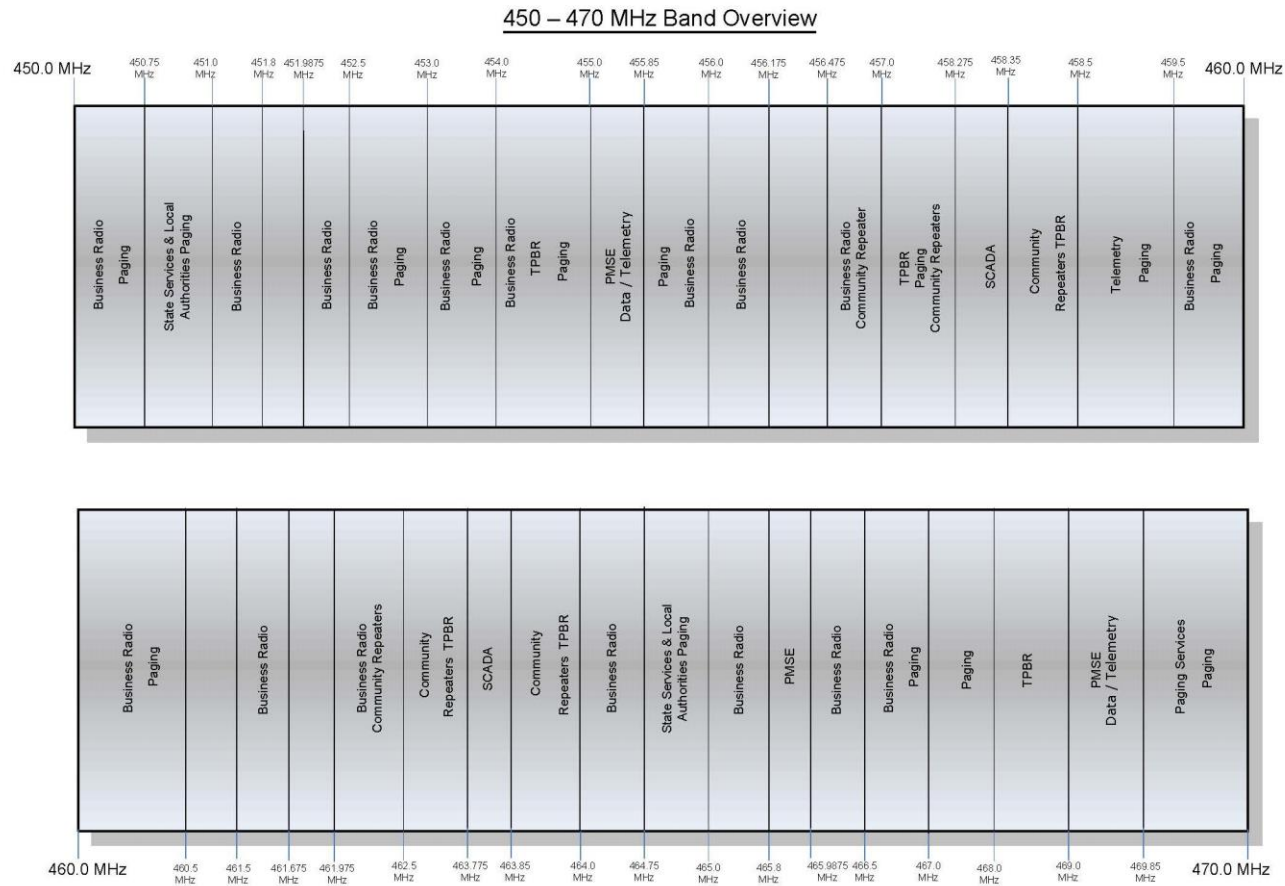 450 – 470 MHz Band Overview
450.0 MHz
450.75
MHz
451.0
MHz
451.8
MHz
451.9875
MHz
452.5
MHz
453.0
MHz
454.0
MHz
455.0
MHz
455.85
MHz
456.0
MHz
456.175
MHz
456.475
MHz
457.0
MHz
458.275
MHz
458.35
MHz
458.5
MHz
459.5
MHz
460.0 MHz
Business Radio
Paging
State Services & Local
Authorities Paging
Business Radio
Business Radio
Business Radio
Paging
Business Radio
Paging
Business Radio
TPBR
Paging
PMSE
Data / Telemetry
Paging
Business Radio
Business Radio
Business Radio
Community Repeater
TPBR
Paging
Community Repeaters
SCADA
Community
Repeaters TPBR
Telemetry
Paging
Business Radio
Paging
Business Radio
Paging
Business Radio
Business Radio
Community Repeaters
Community
Repeaters TPBR
SCADA
Community
Repeaters TPBR
Business Radio
State Services & Local
Authorities Paging
Business Radio
PMSE
Business Radio
Business Radio
Paging
Paging
TPBR
PMSE
Data / Telemetry
Paging Services
Paging
460.0 MHz
460.5
MHz
461.5
MHz
461.675
MHz
461.975
MHz
462.5
MHz
463.775
MHz
463.85
MHz
464.0
MHz
464.75
MHz
465.0
MHz
465.8
MHz
465.9875
MHz
466.5
MHz
467.0
MHz
468.0
MHz
469.0
MHz
469.85
MHz
470.0 MHz